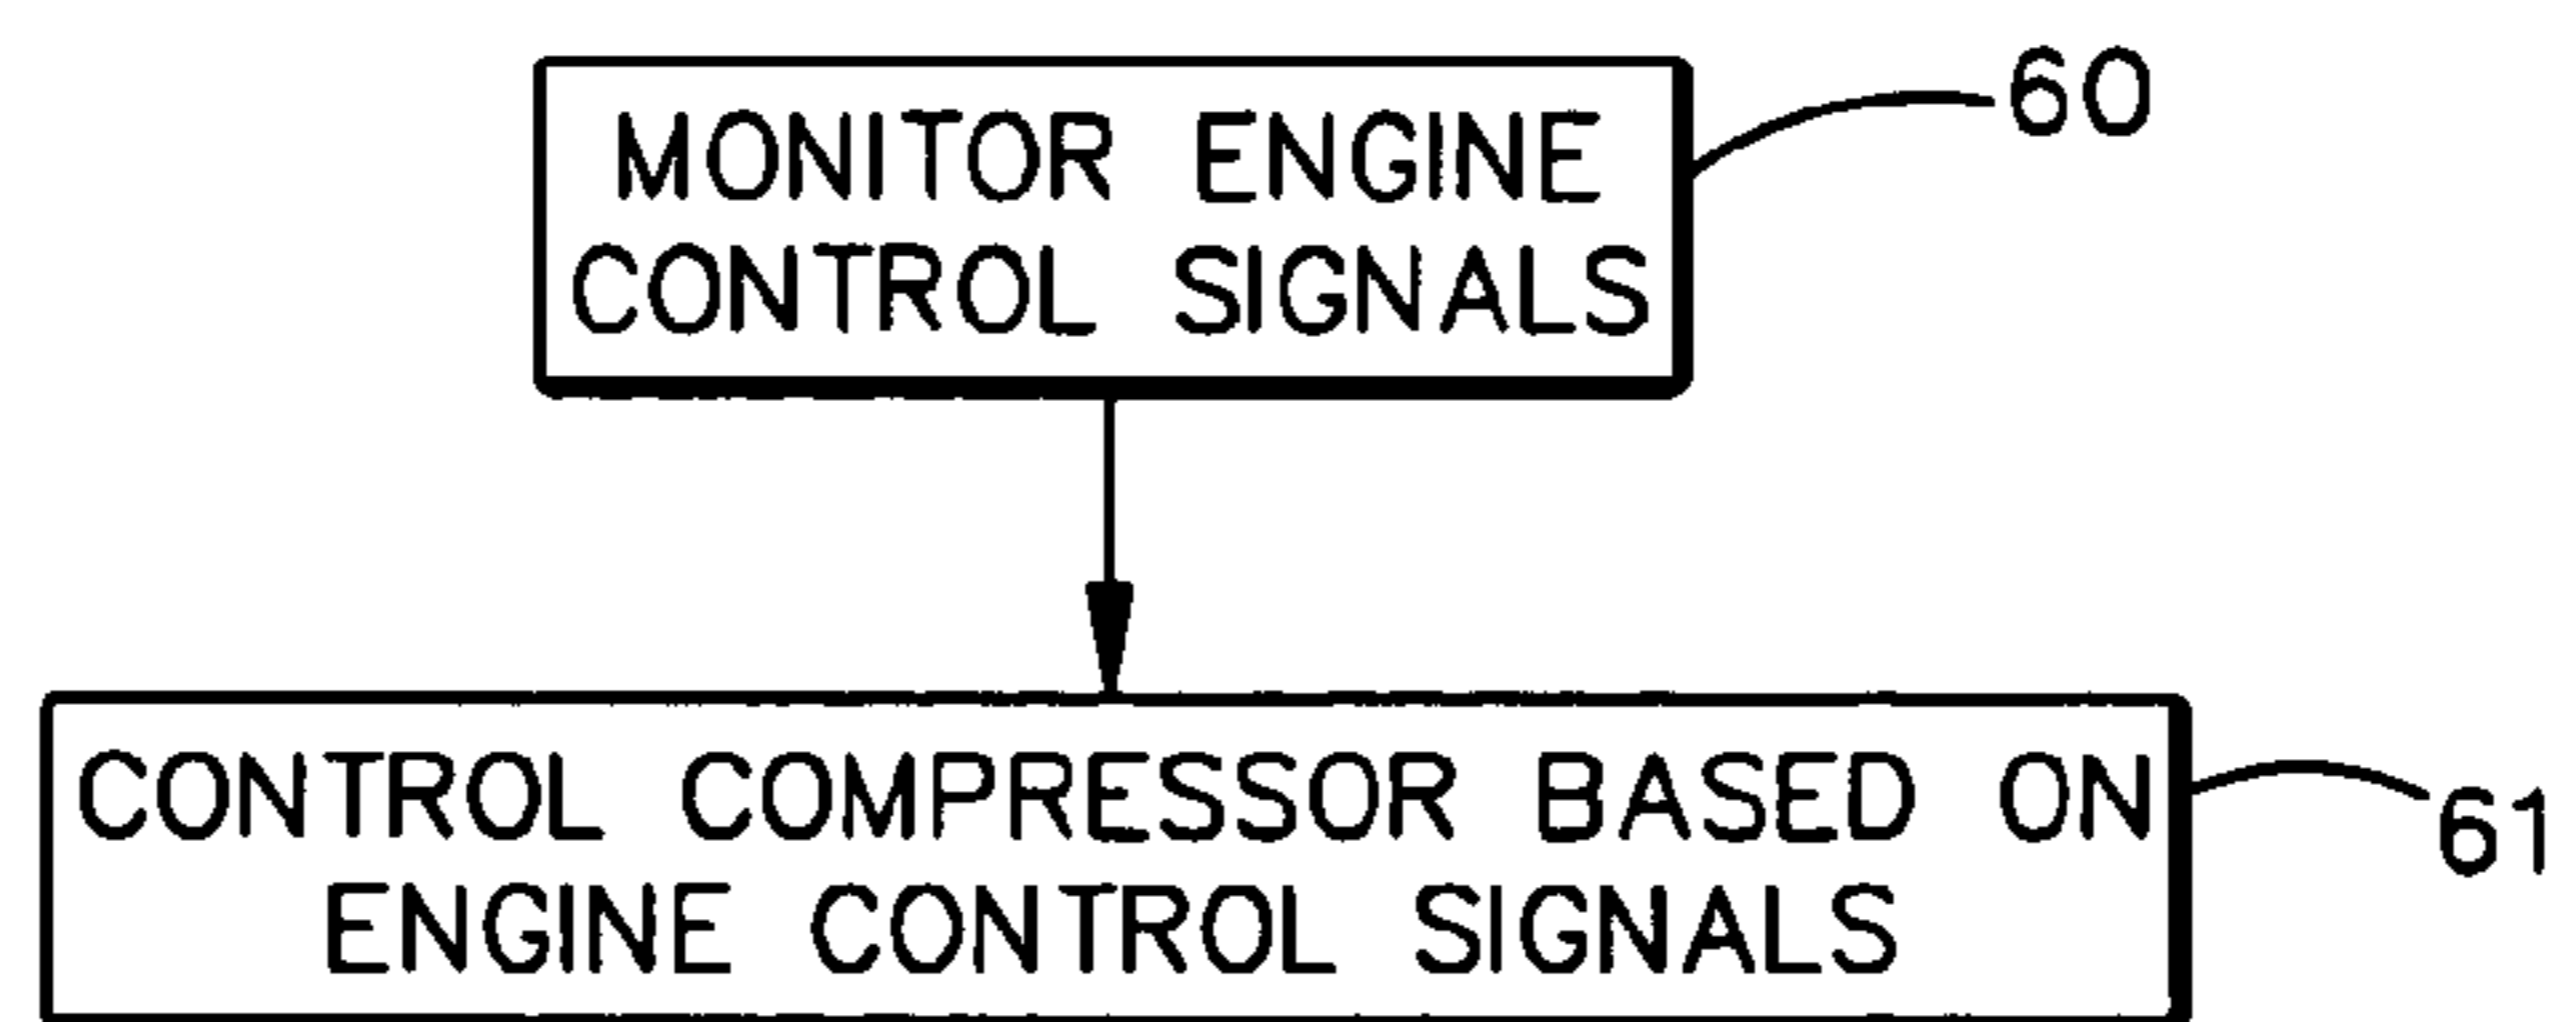 MONITOR ENGINE
CONTROL SIGNALS
60
CONTROL COMPRESSOR BASED ON
ENGINE CONTROL SIGNALS
61